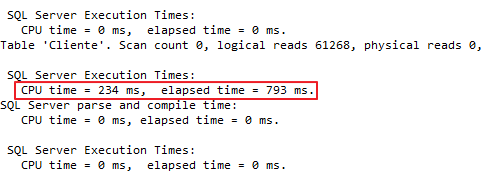 SQL Server Execution Times:
CPU time = 0 ms, elapsed time = 0 ms.
Table 'Cliente'. Scan count 0, logical reads 61268, physical reads 0,
SQL Server Execution Times:
CPU time = 234 ms, elapsed time = 793 ms.
SQL Server parse and compile time:
CPU time = 0 ms, elapsed time = 0 ms.
SQL Server Execution Times:
CPU time = 0 ms, elapsed time = 0 ms.